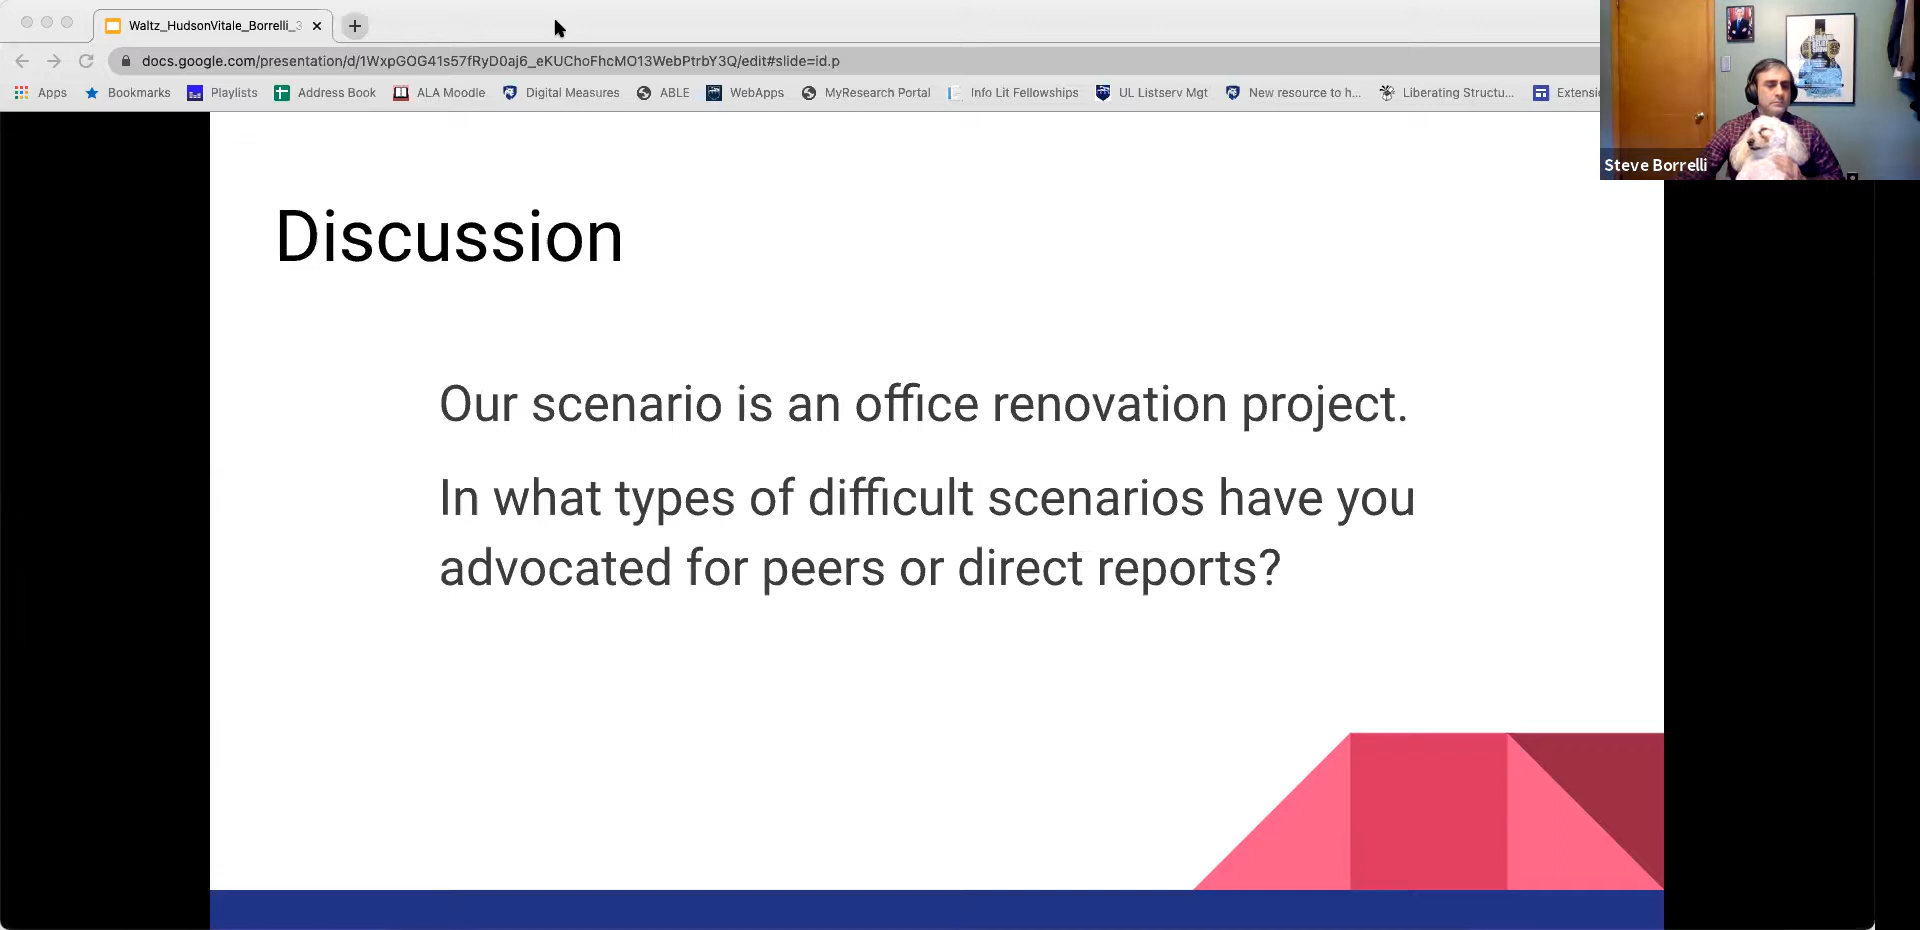 Waltz_HudsonVitale_Borrelli_3
docs.google.com/presentation/d/1WxpGOG41s57fRyD0aj6_eKUChoFhcMO13WebPtrbY3Q/edit#slide=id.p
Apps Bookmarks Playlists Address Book ALA Moodle Digital Measures ABLE WebApps MyResearch Portal Info Lit Fellowships UL Listserv Mgt New resource to h... Liberating Structu... Extensi
Steve Borrelli
Discussion
Our scenario is an office renovation project.
In what types of difficult scenarios have you
advocated for peers or direct reports?